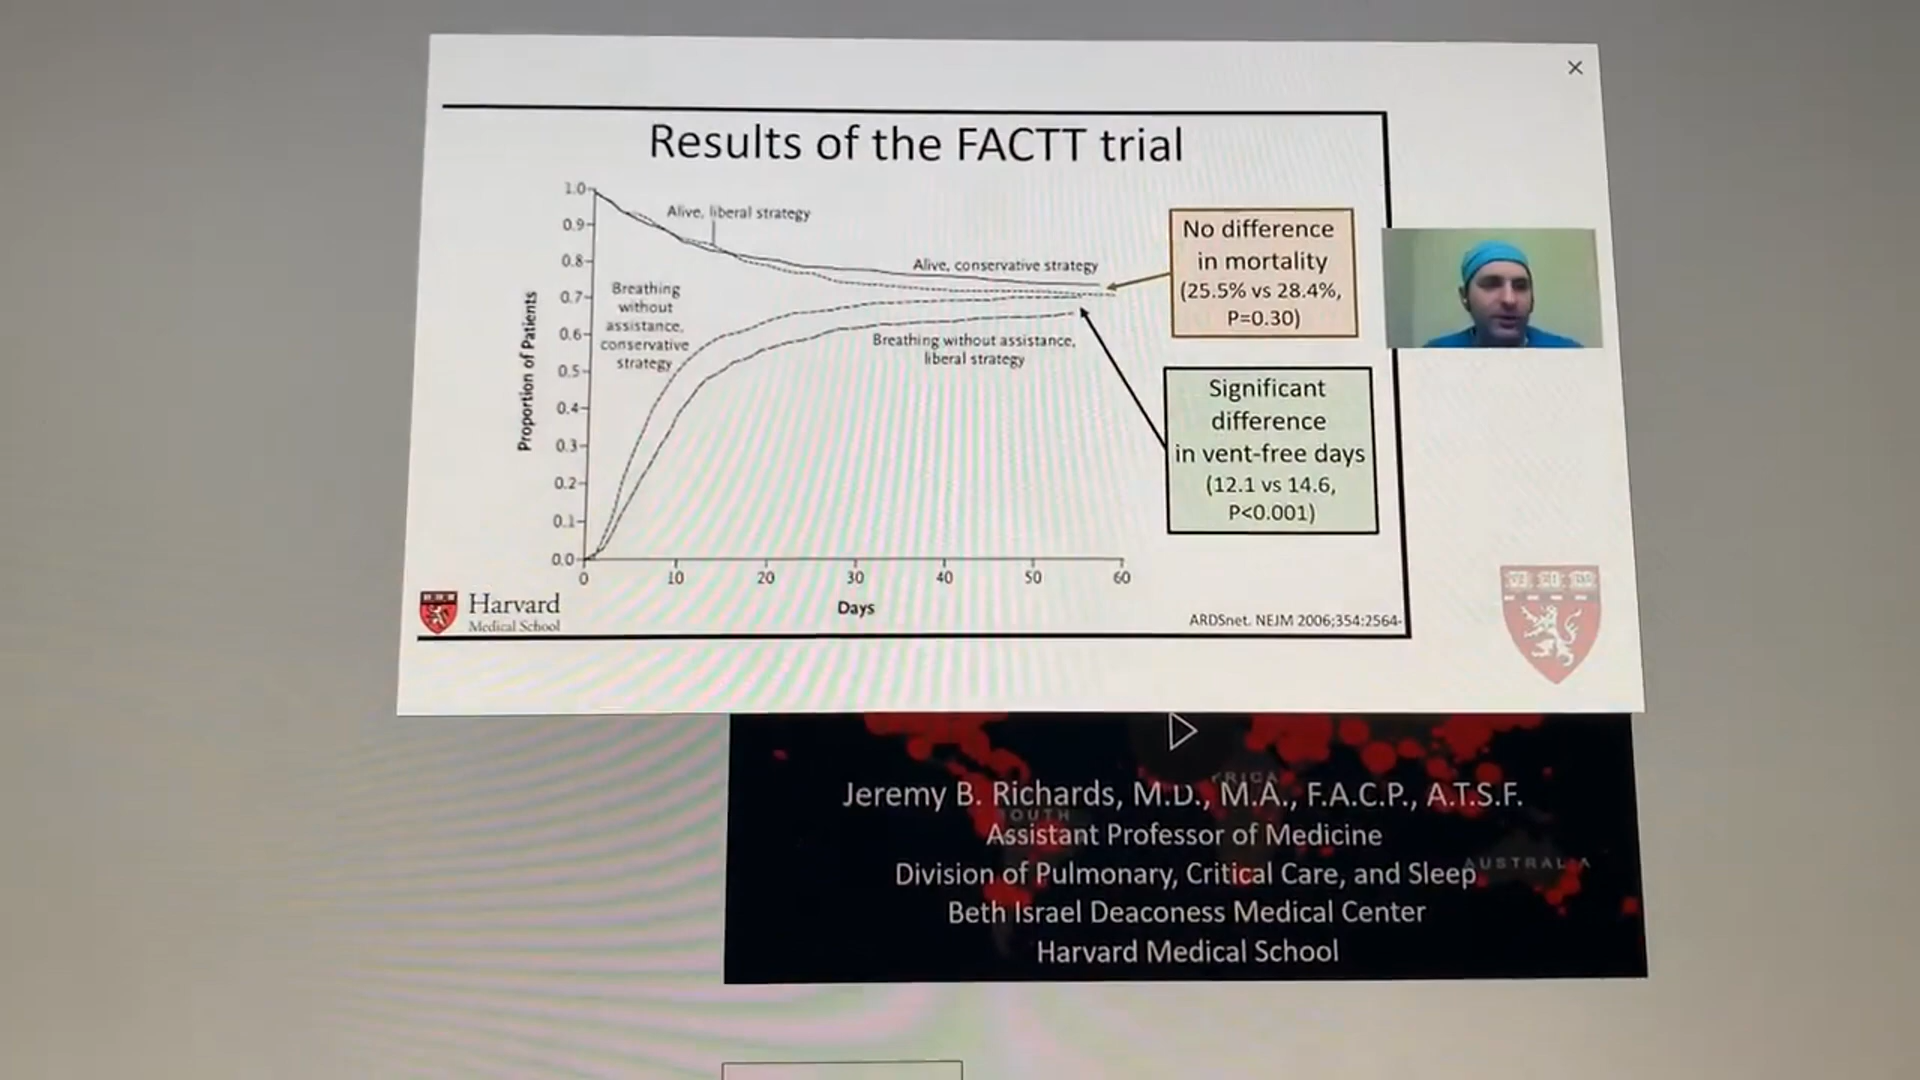 Results of the FACTT trial
1.0
0.9
0.8
0.7
0.6
0.5
0.4
0.3
0.2
0.1
0.0
Proportion of Patients
Alive, liberal strategy
Alive, conservative strategy
Breathing
without
assistance,
conservative
strategy
Breathing without assistance,
liberal strategy
0 10 20 30 40 50 60
Days
No difference
in mortality
(25.5% vs 28.4%,
P=0.30)
Significant
difference
in vent-free days
(12.1 vs 14.6,
P<0.001)
Harvard
Medical School
ARDSnet. NEJM 2006;354:2564-
Jeremy B. Richards, M.D., M.A., F.A.C.P., A.T.S.F.
SOUTH
Assistant Professor of Medicine
Division of Pulmonary, Critical Care, and Sleep
AUSTRALIA
Beth Israel Deaconess Medical Center
Harvard Medical School